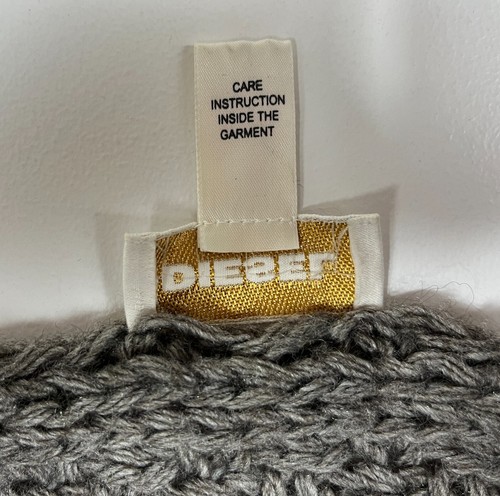 CARE
INSTRUCTION
INSIDE THE
GARMENT
DIESEL